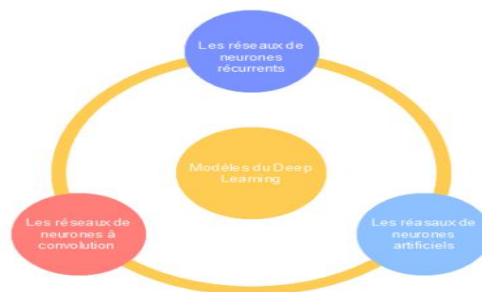 Les réseaux de
neurones
récurrents
Modèles du Deep
Learning
Les réseaux de
neurones à
convolution
Les réasaux de
neurones
artificiels